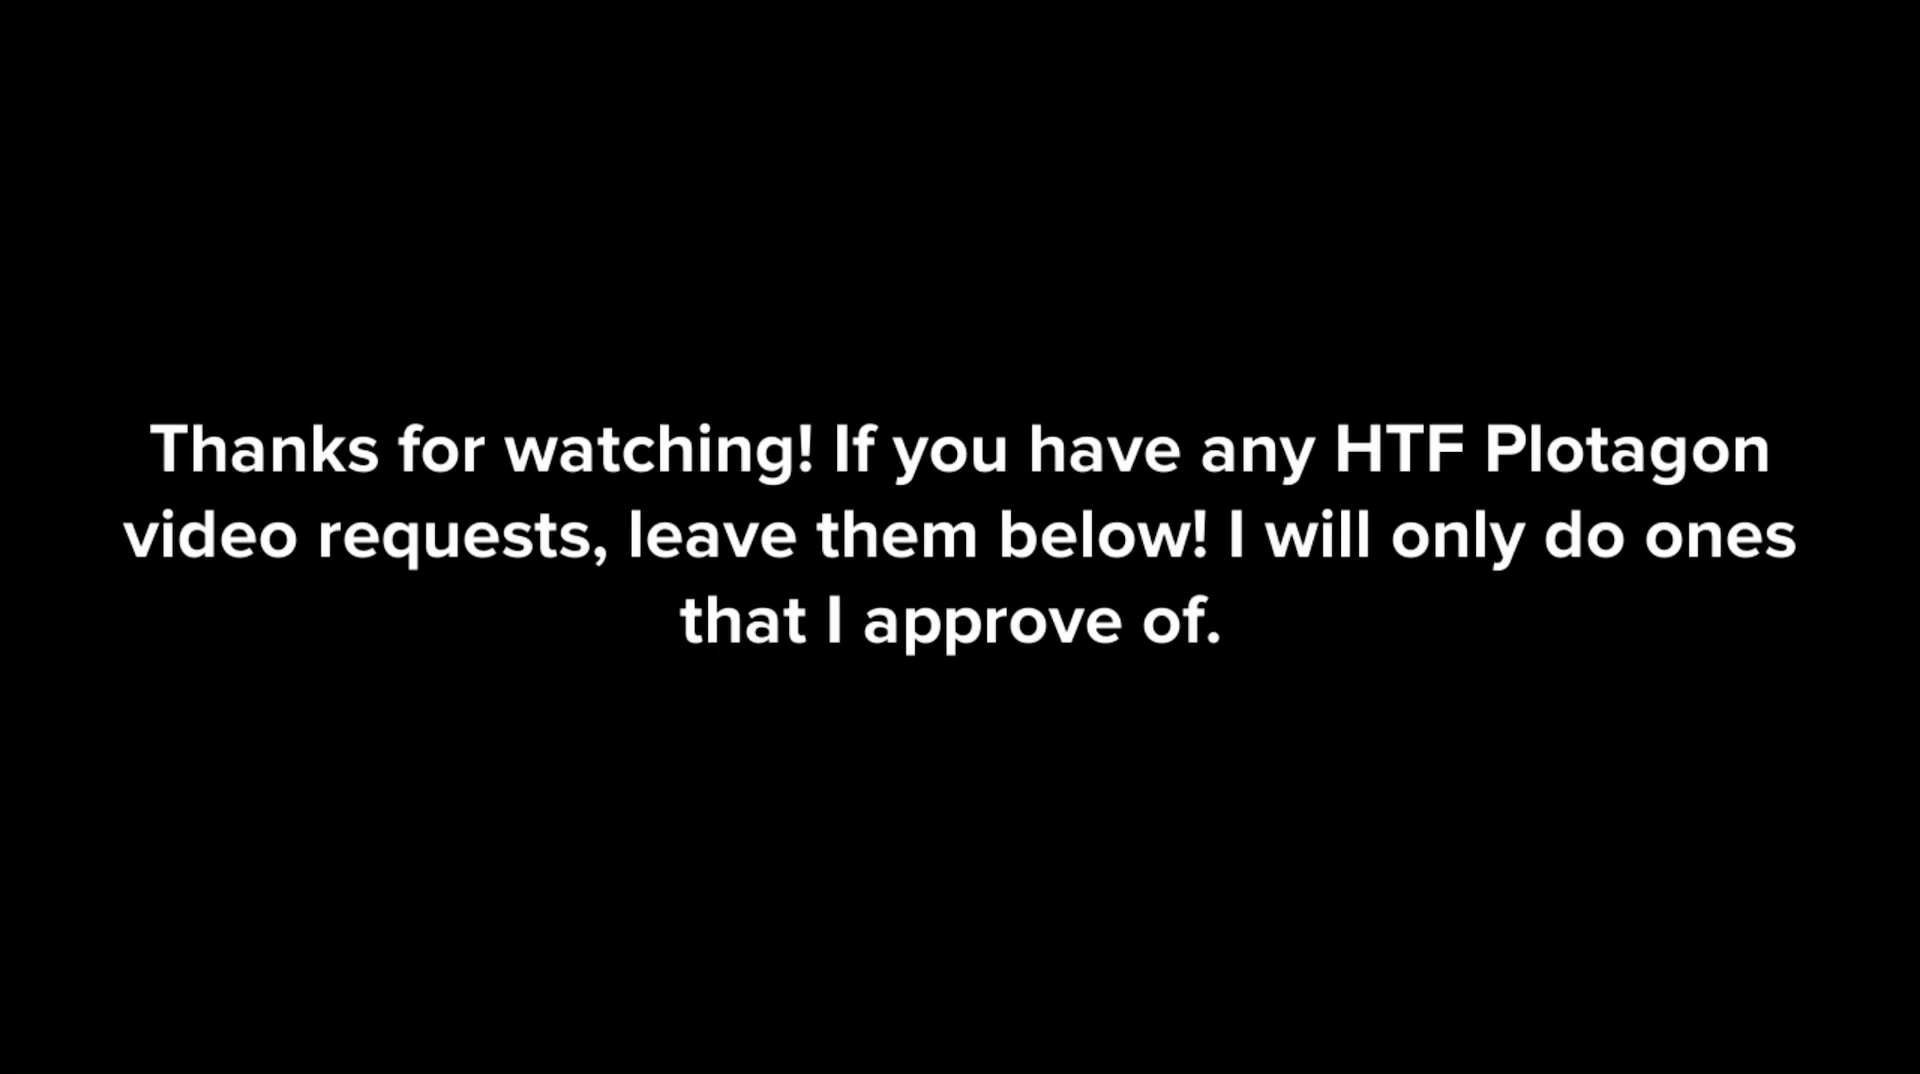 Thanks for watching! If you have any HTF Plotagon
video requests, leave them below! I will only do ones
that I approve of.